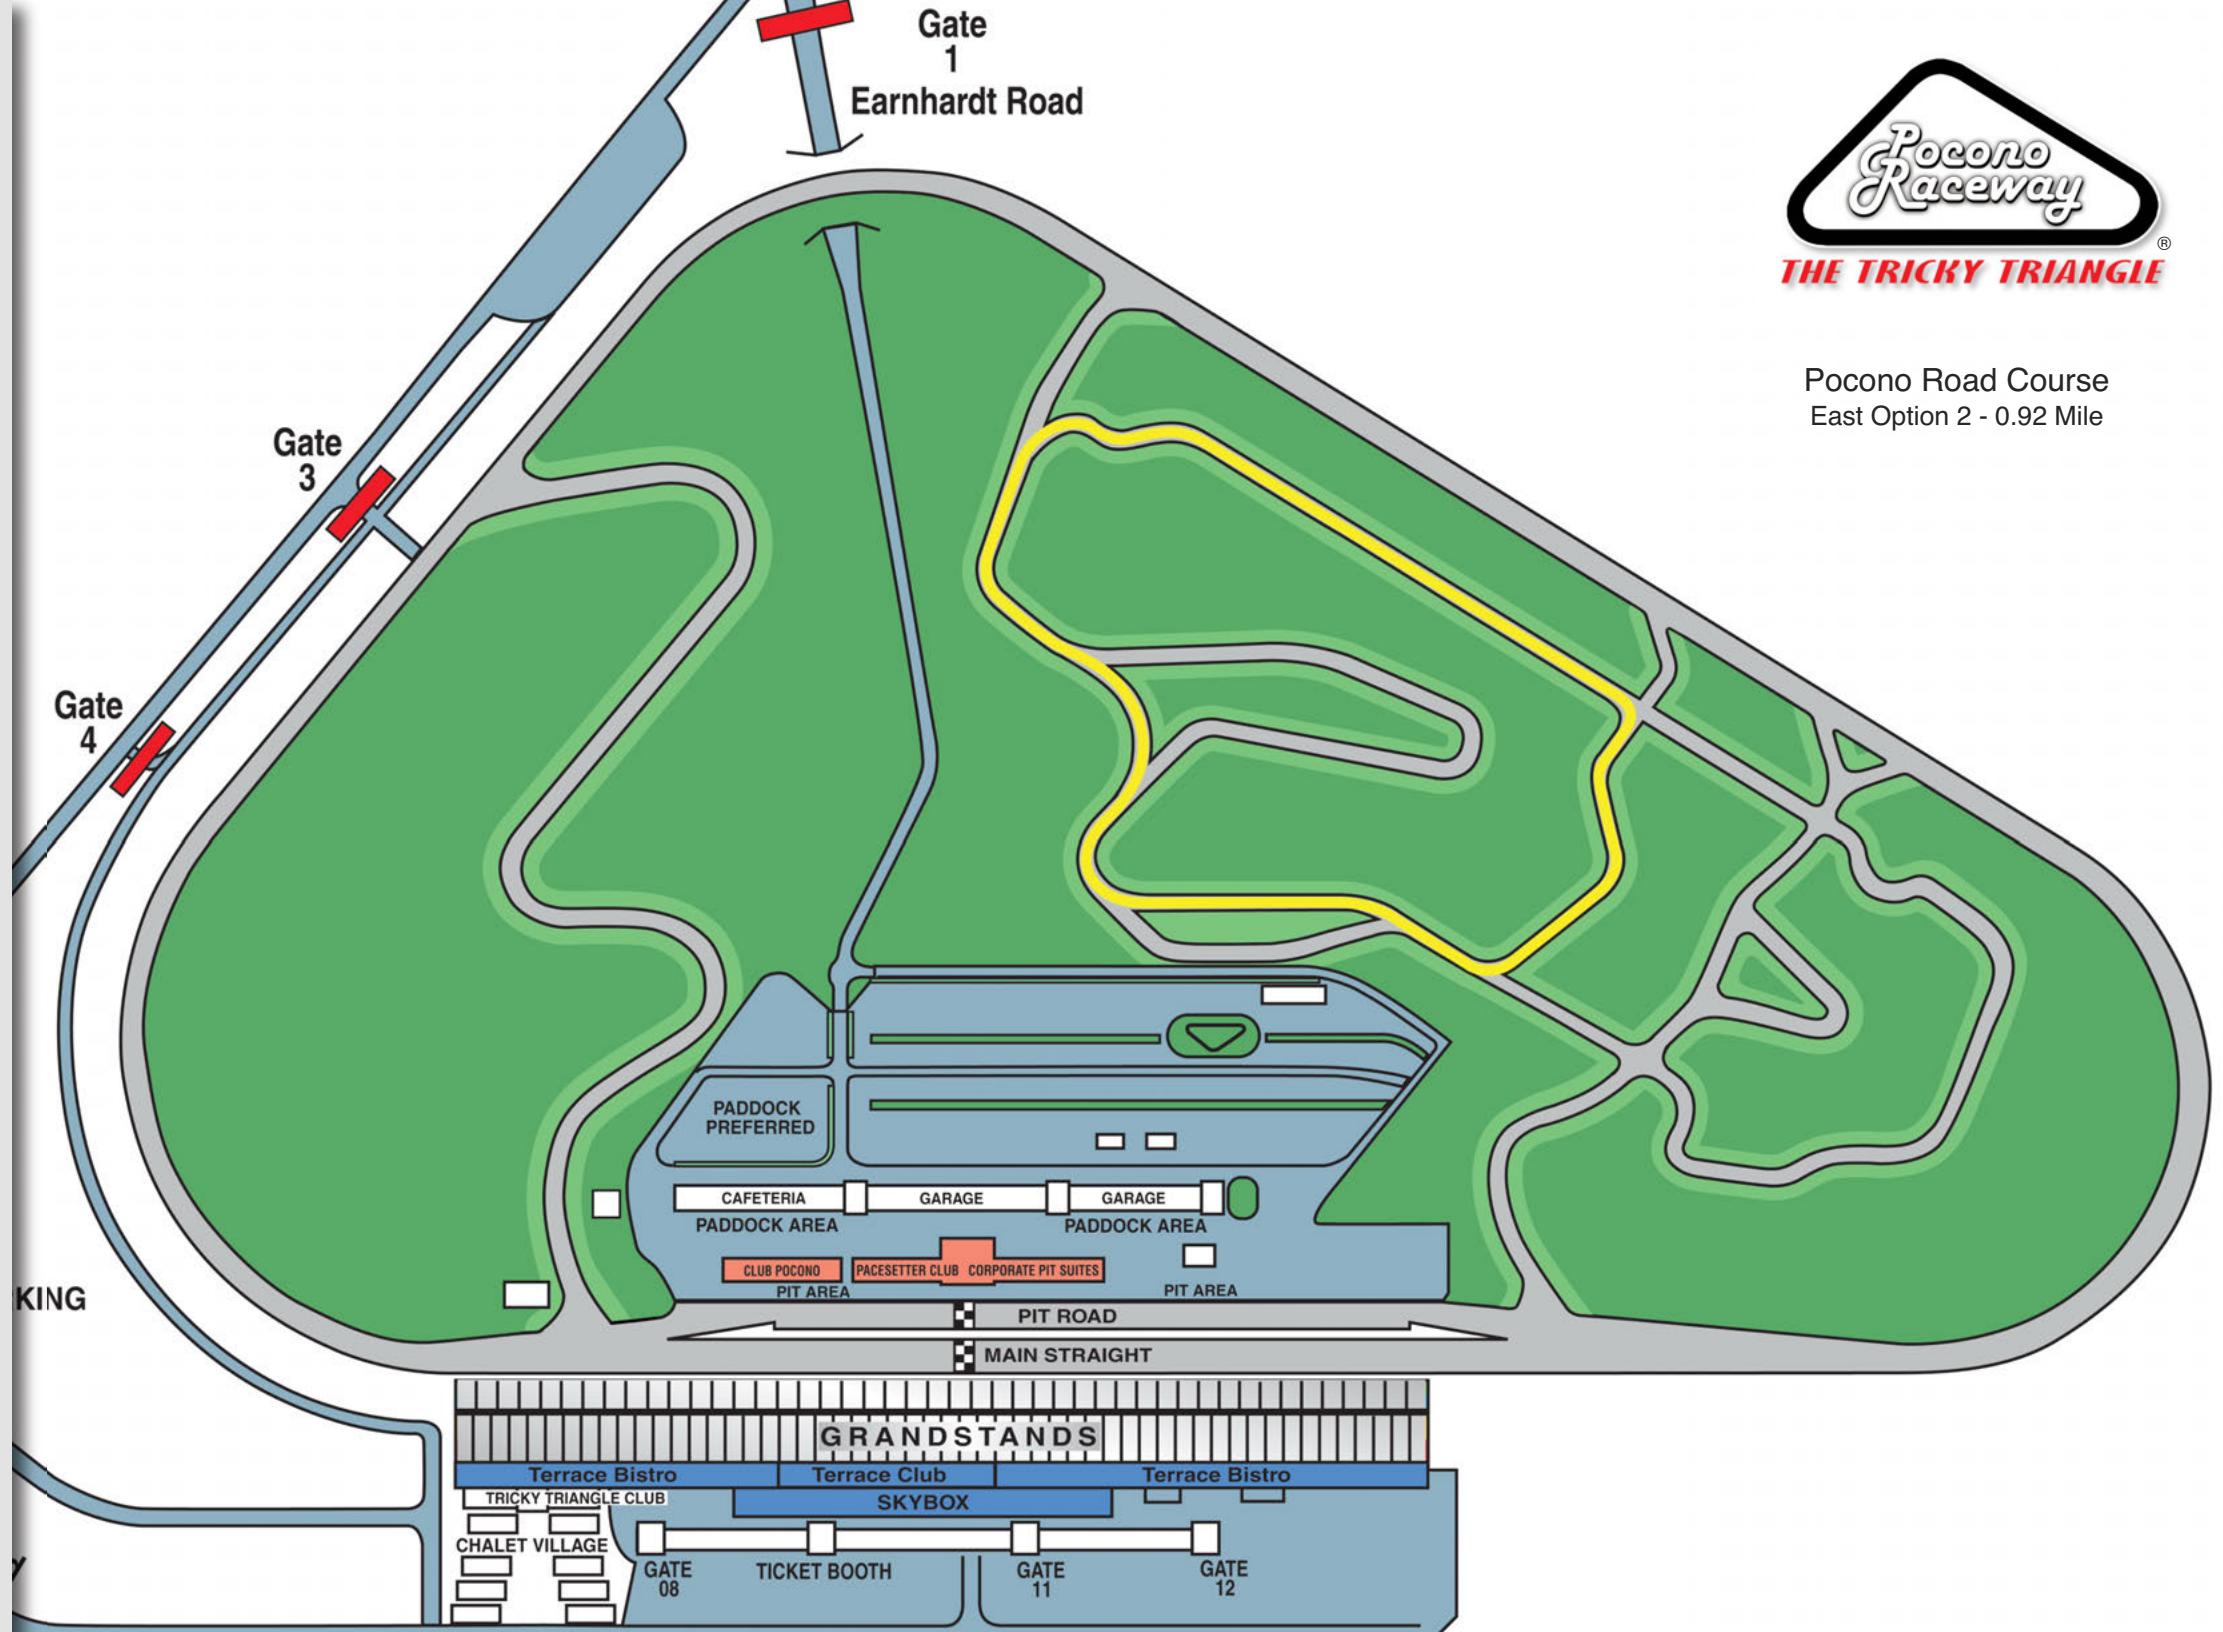 Gate
1
Earnhardt Road
Pocono
Raceway
®
THE TRICKY TRIANGLE
Pocono Road Course
East Option 2 - 0.92 Mile
Gate
3
Gate
4
PADDOCK
PREFERRED
CAFETERIA
GARAGE
GARAGE
PADDOCK AREA
PADDOCK AREA
CLUB POCONO
PACESETTER CLUB CORPORATE PIT SUITES
PIT AREA
PIT AREA
KING
PIT ROAD
MAIN STRAIGHT
GRANDSTANDS
Terrace Bistro
Terrace Club
Terrace Bistro
TRICKY TRIANGLE CLUB
SKYBOX
CHALET VILLAGE
GATE
08
TICKET BOOTH
GATE
11
GATE
12